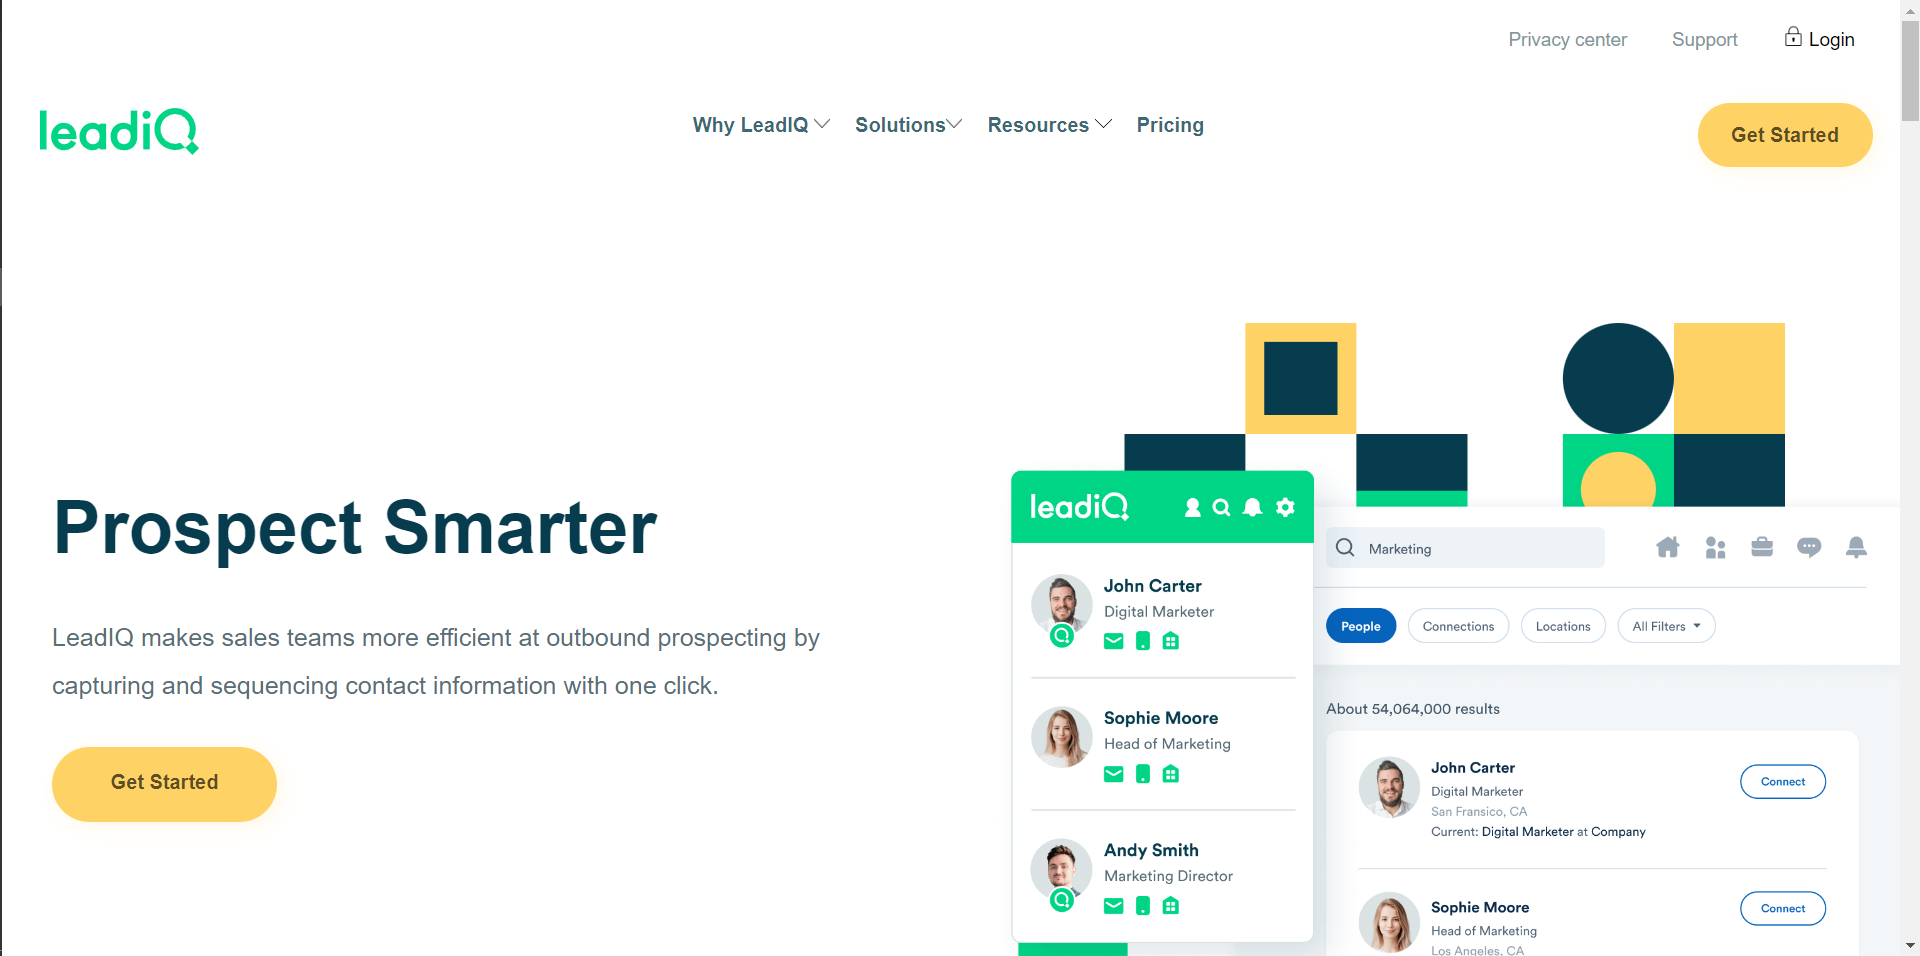 Privacy center Support Login
leadiQ
Why LeadIQ Solutions Resources Pricing
Get Started
Prospect Smarter
LeadIQ makes sales teams more efficient at outbound prospecting by
capturing and sequencing contact information with one click.
Get Started
leadiQ
John Carter
Digital Marketer
Sophie Moore
Head of Marketing
Andy Smith
Marketing Director
Marketing
People Connections Locations All Filters
About 54,064,000 results
John Carter
Digital Marketer
San Fransico, CA
Current: Digital Marketer at Company
Connect
Sophie Moore
Head of Marketing
Los Angeles, CA
Connect